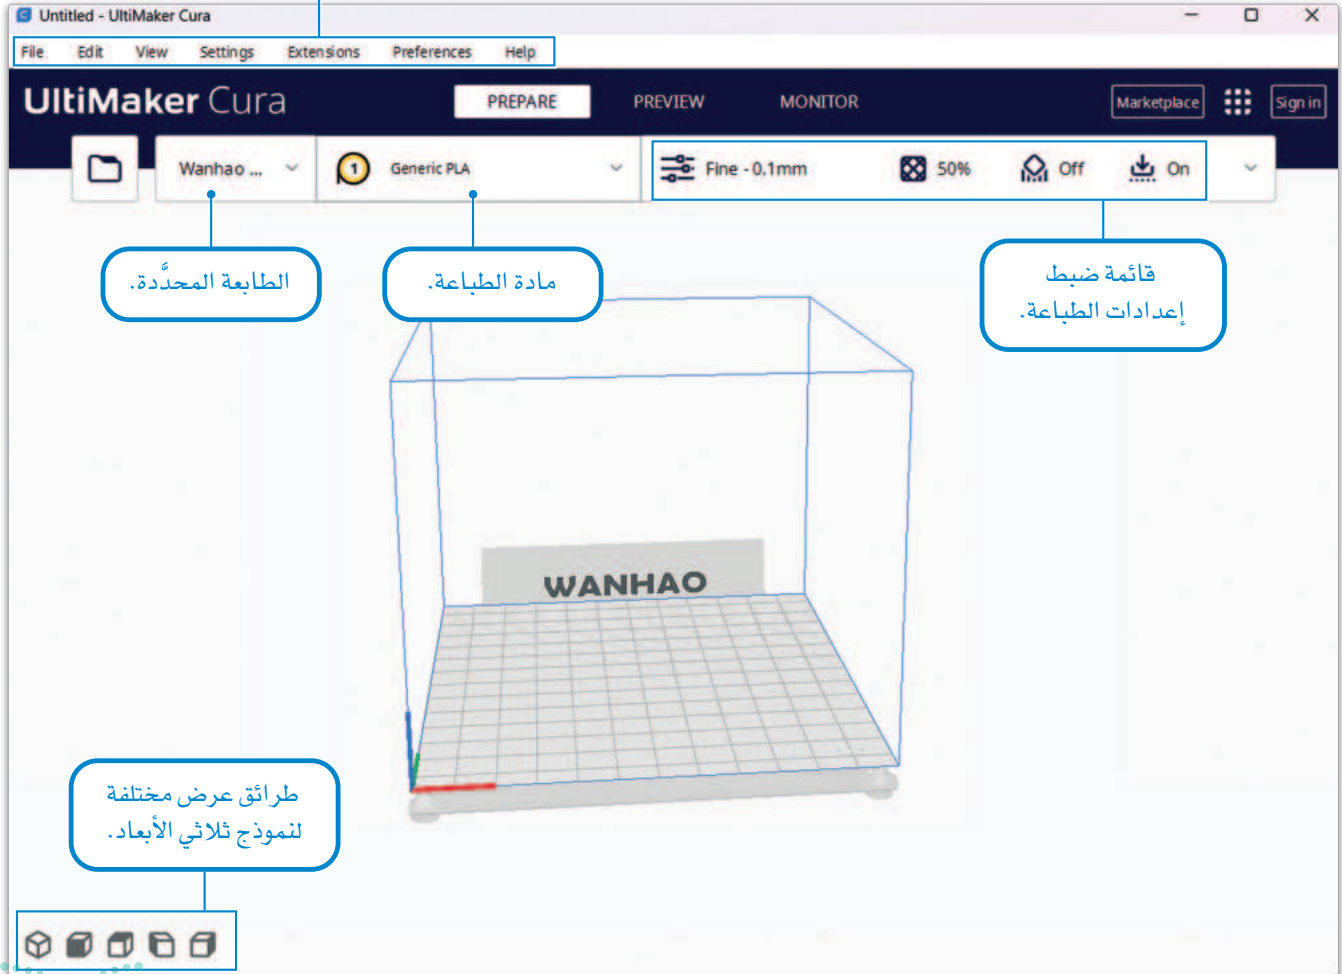 Untitled - UltiMaker Cura
File Edit View Settings Extensions Preferences Help
UltiMaker Cura PREPARE PREVIEW MONITOR Marketplace Sign in
Wanhao ... 1 Generic PLA Fine - 0.1mm 50% Off On
الطابعة المحدَّدة.
مادة الطباعة.
قائمة ضبط
إعدادات الطباعة.
WANHAO
طرائق عرض مختلفة
لنموذج ثلاثي الأبعاد.